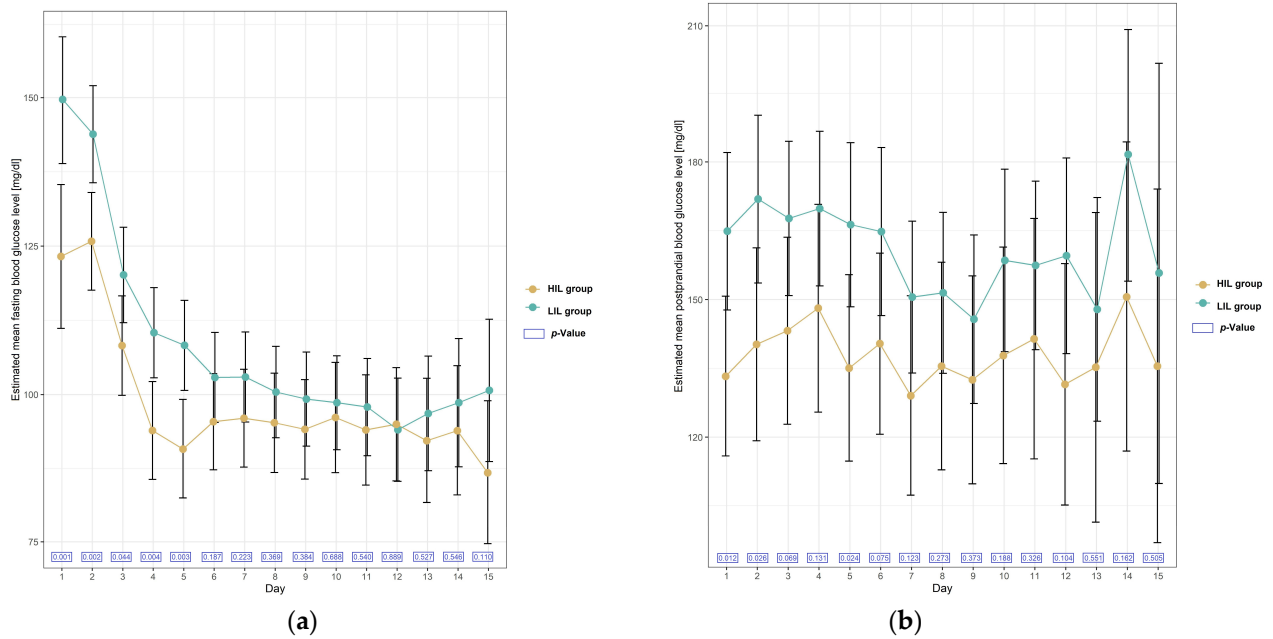 Estimated mean fasting blood glucose level [mg/dl]
150
125
100
75
0.001 0.002 0.044 0.004 0.003 0.187 0.223 0.369 0.384 0.688 0.540 0.889 0.527 0.546 0.110
1 2 3 4 5 6 7 8 9 10 11 12 13 14 15
Day
HIL group
LIL group
p-Value
(a)
Estimated mean postprandial blood glucose level [mg/dl]
210
180
150
120
0.012 0.026 0.069 0.131 0.024 0.075 0.123 0.273 0.373 0.188 0.326 0.104 0.551 0.162 0.505
1 2 3 4 5 6 7 8 9 10 11 12 13 14 15
Day
HIL group
LIL group
p-Value
(b)